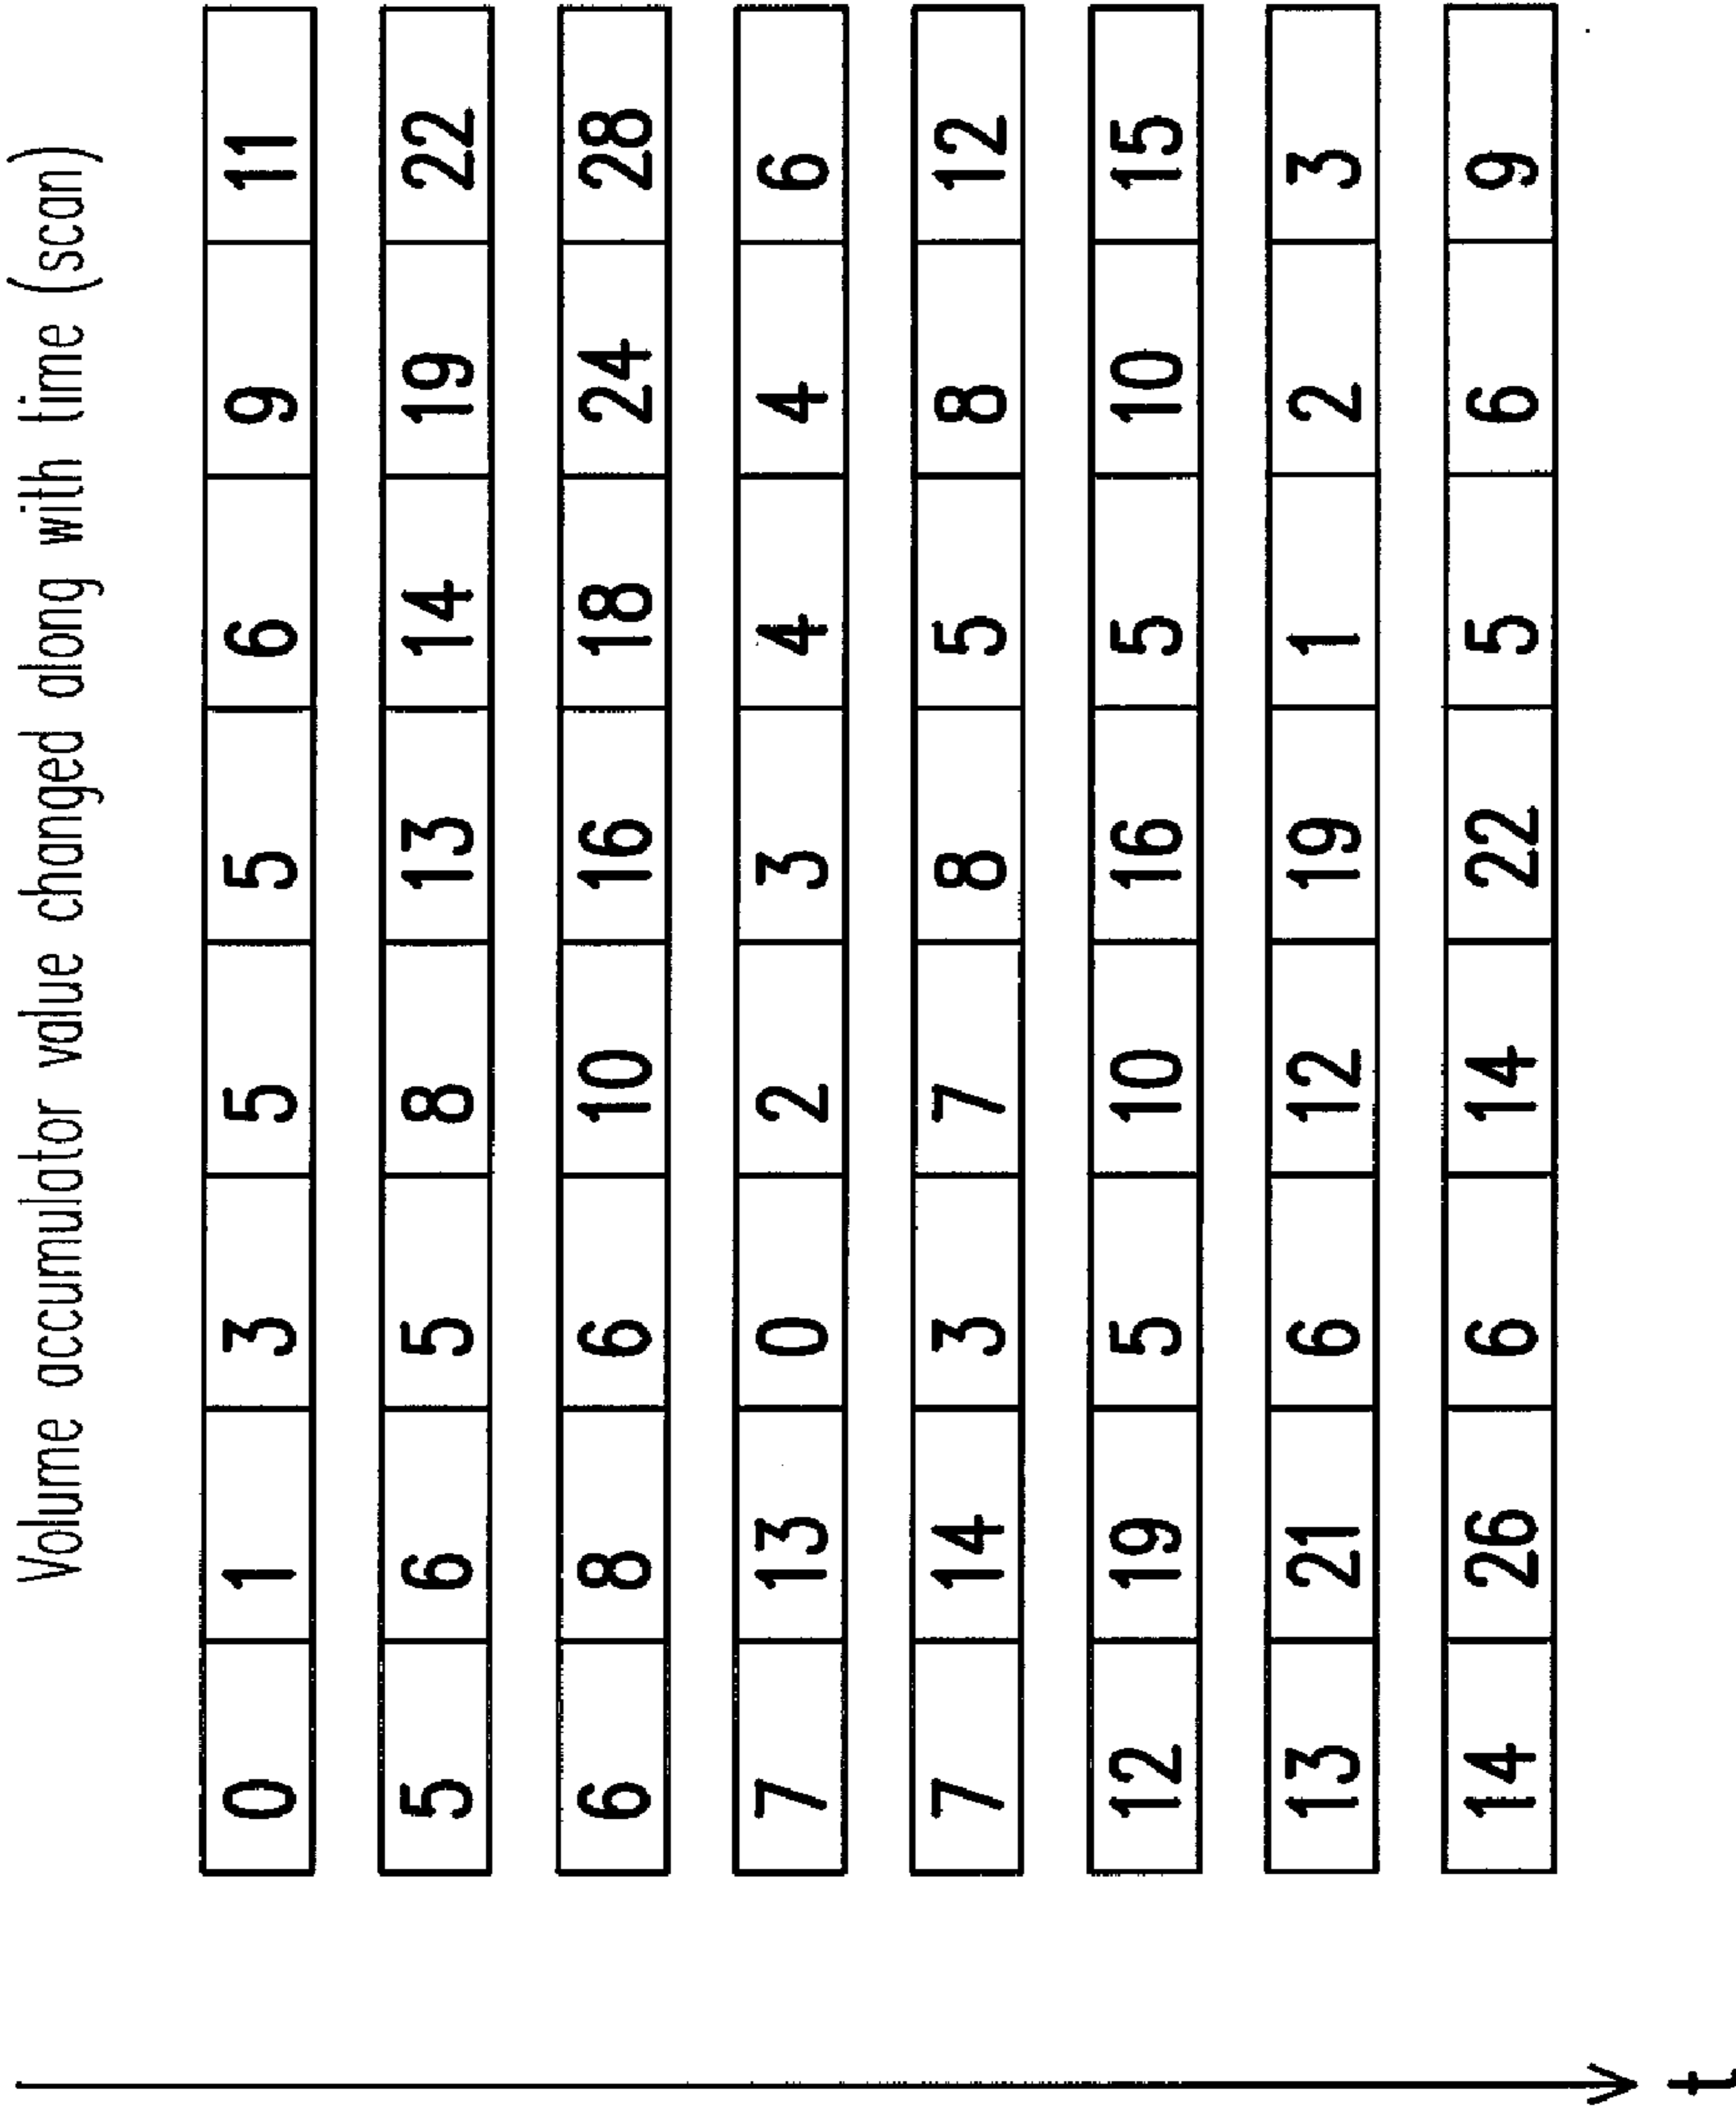 Volume accumulator value changed along with time (scan)
0 1 3 5 5 6 9 11
5 6 5 8 13 14 19 22
6 8 6 10 16 18 24 28
7 13 0 2 3 4 4 6
7 14 3 7 8 5 8 12
12 19 5 10 16 5 10 15
13 21 6 12 19 1 2 3
14 26 6 14 22 5 6 9
t